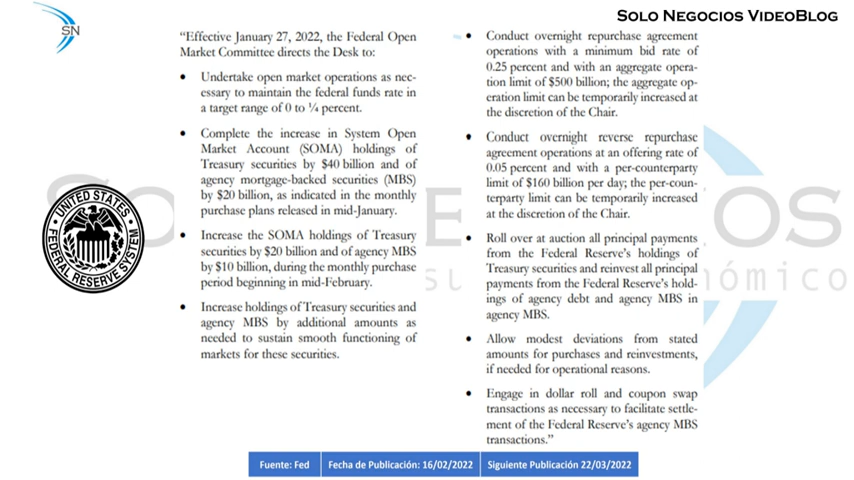 SN
SOLO NEGOCIOS VIDEOBLOG
“Effective January 27, 2022, the Federal Open
Market Committee directs the Desk to:
• Undertake open market operations as nec-
essary to maintain the federal funds rate in
a target range of 0 to ¼ percent.
• Complete the increase in System Open
Market Account (SOMA) holdings of
Treasury securities by $40 billion and of
agency mortgage-backed securities (MBS)
by $20 billion, as indicated in the monthly
purchase plans released in mid-January.
• Increase the SOMA holdings of Treasury
securities by $20 billion and of agency MBS
by $10 billion, during the monthly purchase
period beginning in mid-February.
• Increase holdings of Treasury securities and
agency MBS by additional amounts as
needed to sustain smooth functioning of
markets for these securities.
• Conduct overnight repurchase agreement
operations with a minimum bid rate of
0.25 percent and with an aggregate opera-
tion limit of $500 billion; the aggregate op-
eration limit can be temporarily increased at
the discretion of the Chair.
• Conduct overnight reverse repurchase
agreement operations at an offering rate of
0.05 percent and with a per-counterparty
limit of $160 billion per day; the per-coun-
terparty limit can be temporarily increased
at the discretion of the Chair.
• Roll over at auction all principal payments
from the Federal Reserve’s holdings of
Treasury securities and reinvest all principal
payments from the Federal Reserve’s hold-
ings of agency debt and agency MBS in
agency MBS.
• Allow modest deviations from stated
amounts for purchases and reinvestments,
if needed for operational reasons.
• Engage in dollar roll and coupon swap
transactions as necessary to facilitate settle-
ment of the Federal Reserve’s agency MBS
transactions.”
UNITED STATES
FEDERAL RESERVE SYSTEM
Fuente: Fed
Fecha de Publicación: 16/02/2022
Siguiente Publicación 22/03/2022